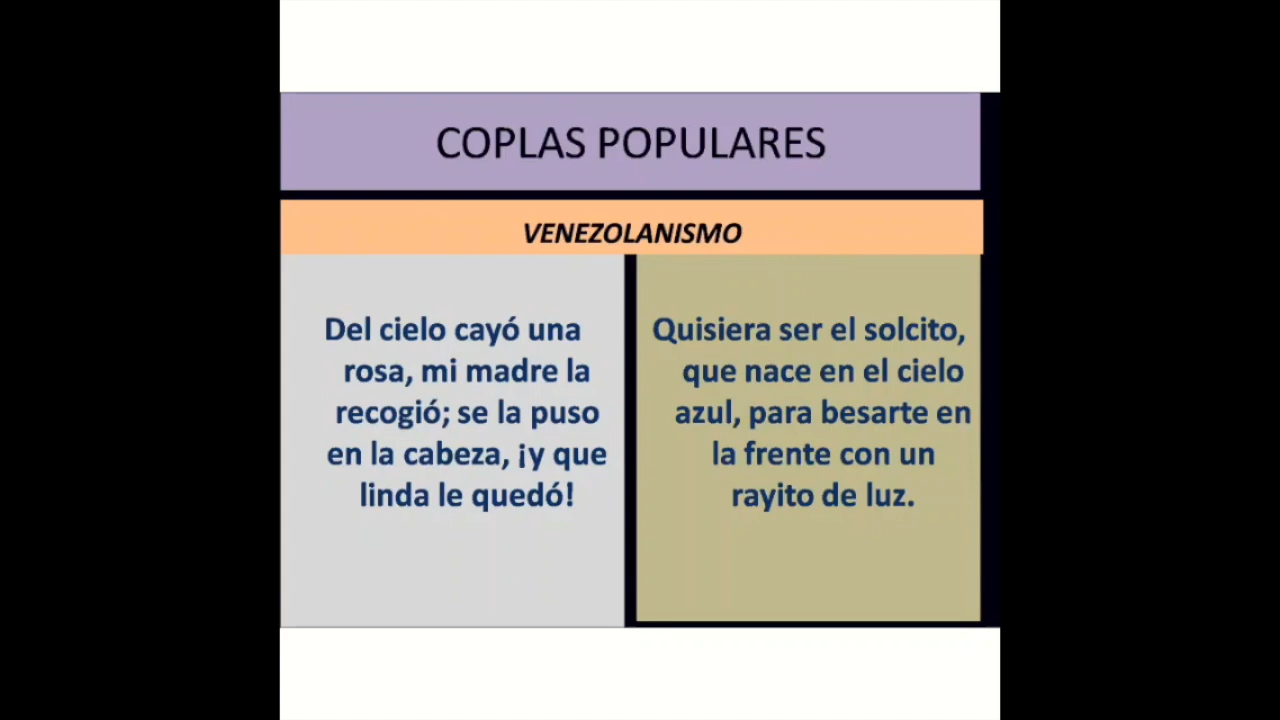 COPLAS POPULARES
VENEZOLANISMO
Del cielo cayó una
rosa, mi madre la
recogió; se la puso
en la cabeza, ¡y que
linda le quedó!
Quisiera ser el solcito,
que nace en el cielo
azul, para besarte en
la frente con un
rayito de luz.